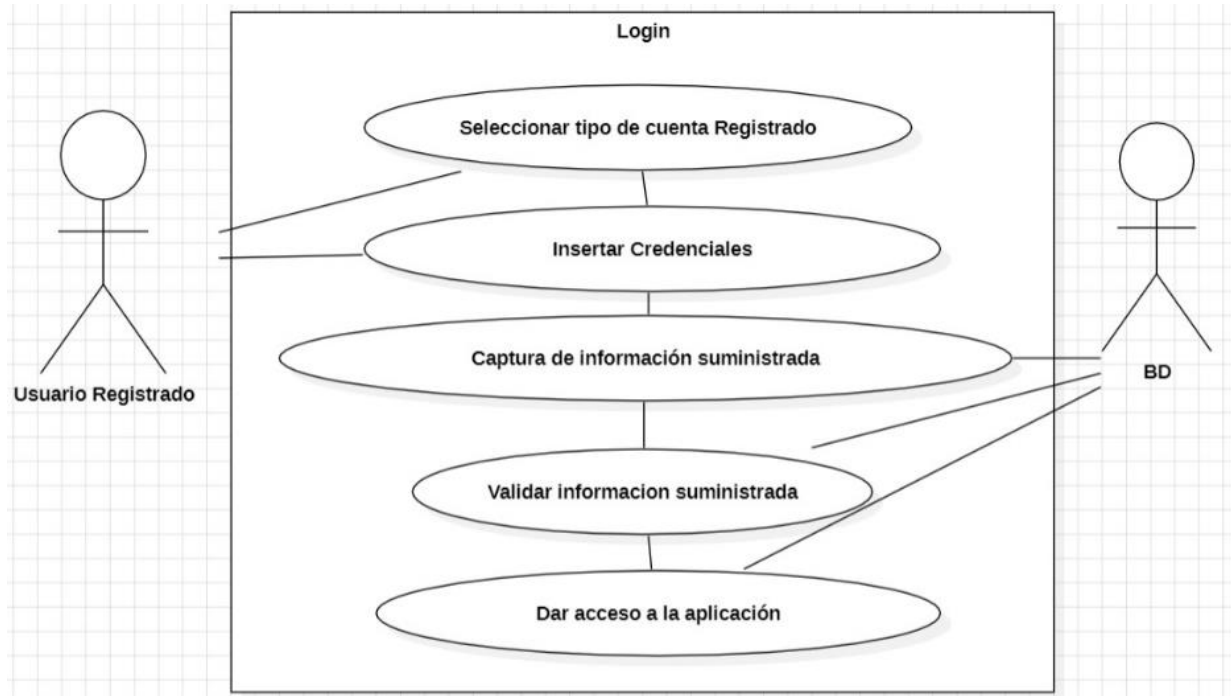 Login
Seleccionar tipo de cuenta Registrado
Insertar Credenciales
Captura de información suministrada
Usuario Registrado
BD
Validar informacion suministrada
Dar acceso a la aplicación